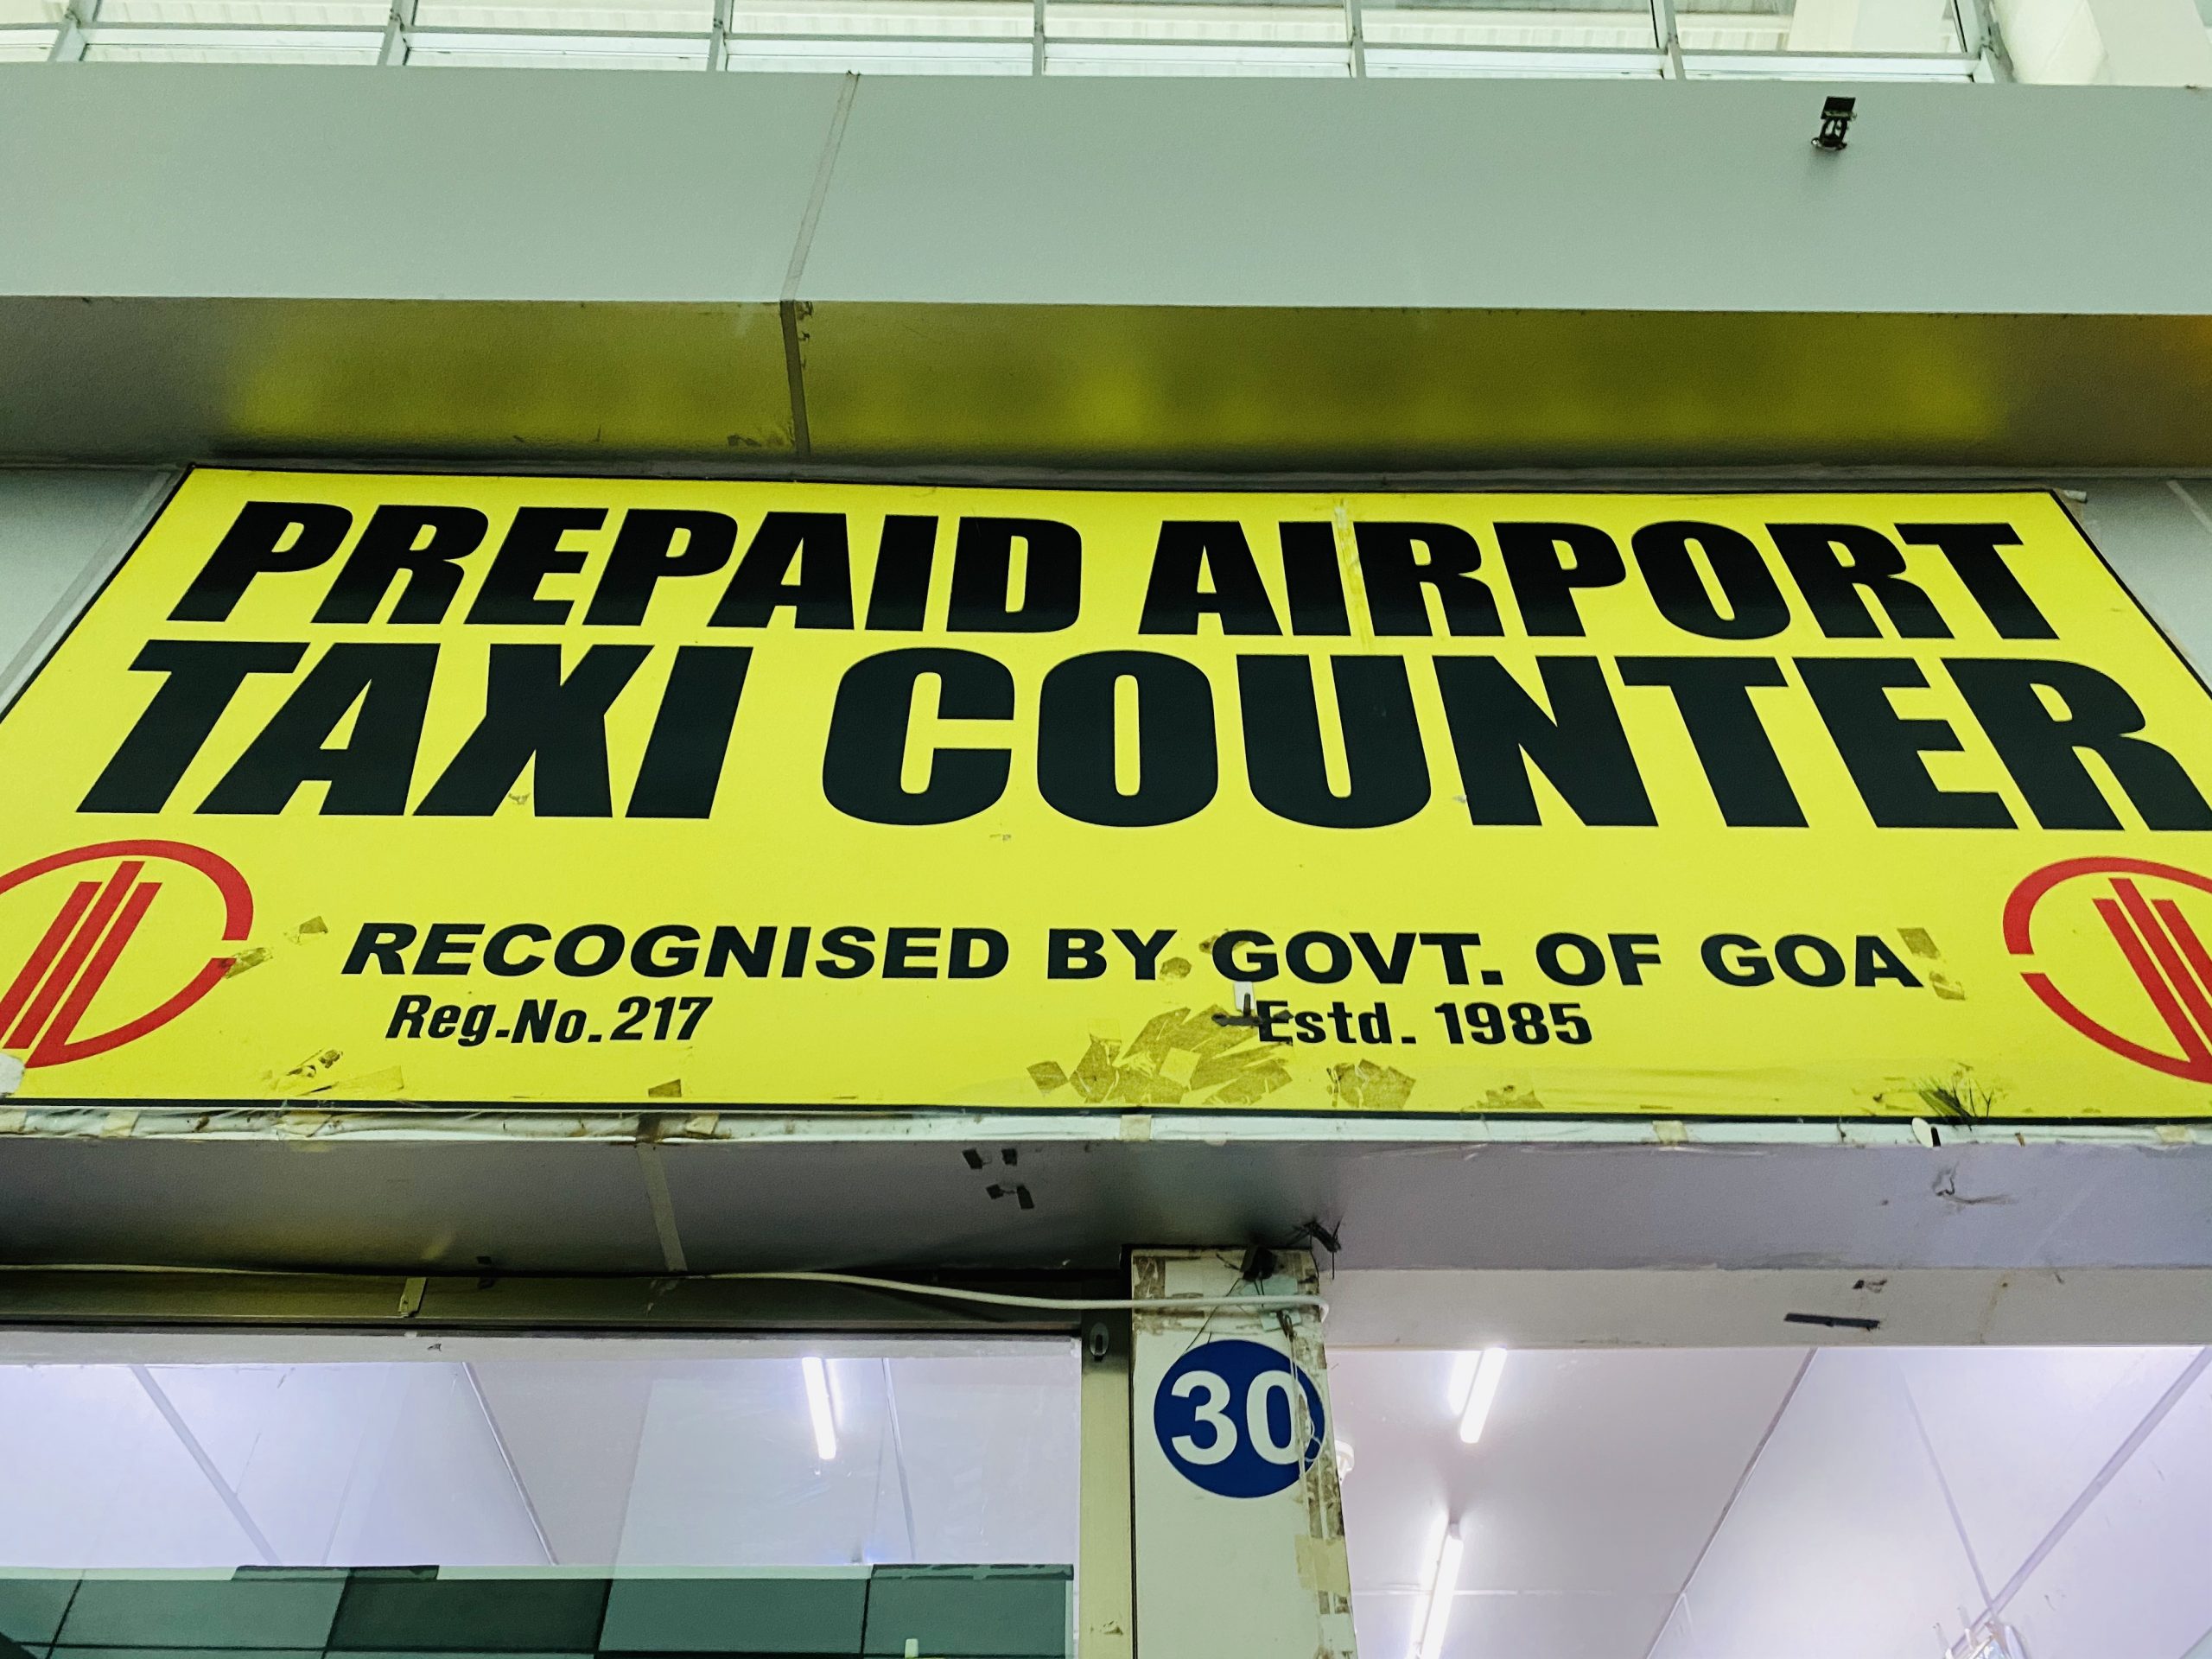 PREPAID AIRPORT
TAXI COUNTER
RECOGNISED BY GOVT. OF GOA
Reg.No.217 Estd. 1985
30